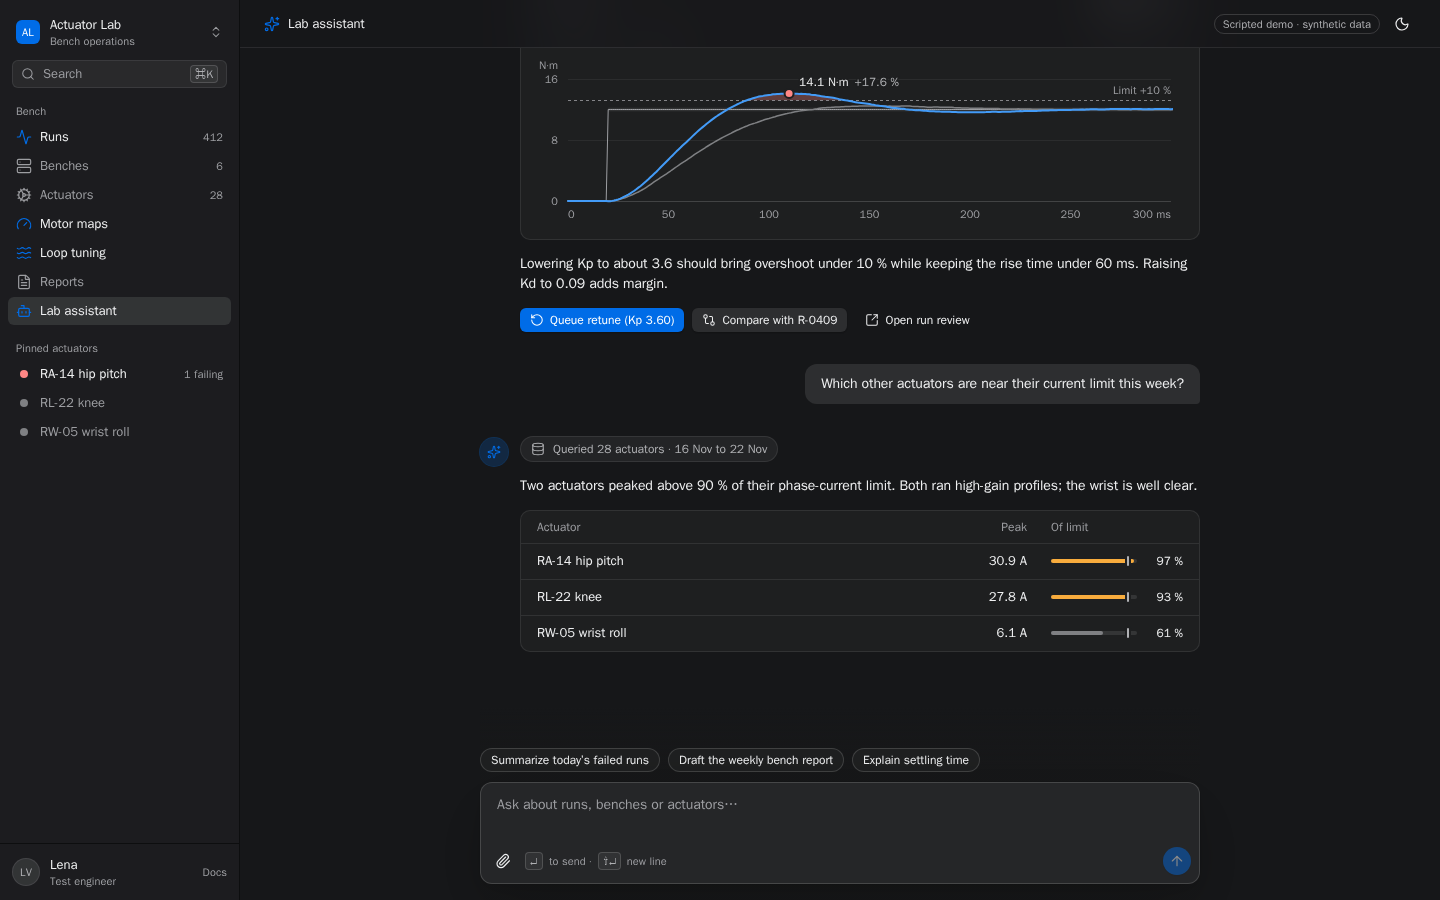 AL
Actuator Lab
Bench operations
Search
⌘K
Bench
Runs 412
Benches 6
Actuators 28
Motor maps
Loop tuning
Reports
Lab assistant
Pinned actuators
RA-14 hip pitch 1 failing
RL-22 knee
RW-05 wrist roll
LV
Lena
Test engineer
Docs
Lab assistant
Scripted demo · synthetic data
N·m
16
14.1 N·m +17.6 %
Limit +10 %
8
0
0 50 100 150 200 250 300 ms
Lowering Kp to about 3.6 should bring overshoot under 10 % while keeping the rise time under 60 ms. Raising
Kd to 0.09 adds margin.
Queue retune (Kp 3.60) Compare with R-0409 Open run review
Which other actuators are near their current limit this week?
Queried 28 actuators · 16 Nov to 22 Nov
Two actuators peaked above 90 % of their phase-current limit. Both ran high-gain profiles; the wrist is well clear.
Actuator Peak Of limit
RA-14 hip pitch 30.9 A 97 %
RL-22 knee 27.8 A 93 %
RW-05 wrist roll 6.1 A 61 %
Summarize today's failed runs Draft the weekly bench report Explain settling time
Ask about runs, benches or actuators…
↵ to send · ⇧↵ new line